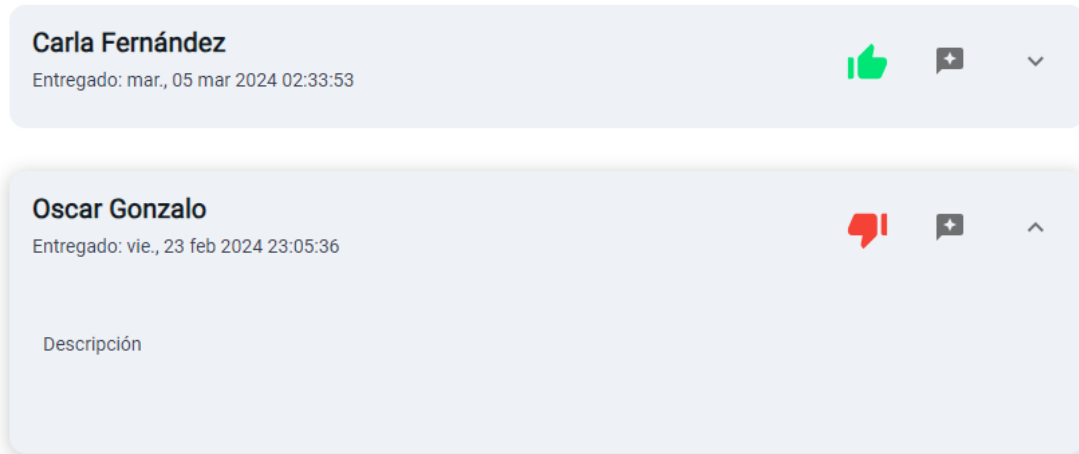 Carla Fernández
Entregado: mar., 05 mar 2024 02:33:53
Oscar Gonzalo
Entregado: vie., 23 feb 2024 23:05:36
Descripción